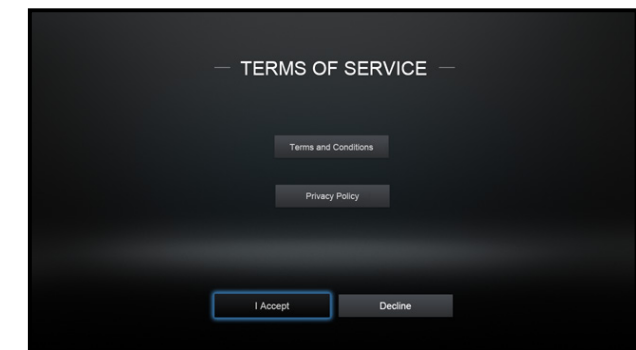 TERMS OF SERVICE
Terms and Conditions
Privacy Policy
I Accept Decline